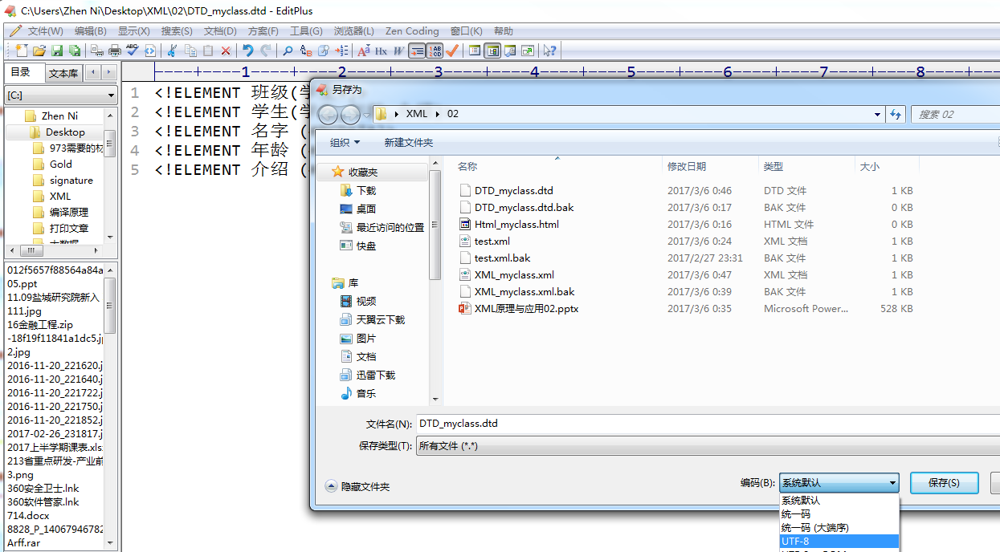 C:\Users\Zhen Ni\Desktop\XML\02\DTD_myclass.dtd - EditPlus
文件(W) 编辑(B) 显示(X) 搜索(S) 文档(D) 方案(F) 工具(G) 浏览器(L) Zen Coding 窗口(K) 帮助
目录 文本库
[C:]
Zhen Ni
Desktop
973需要的材
Gold
signature
XML
编译原理
打印文章
大数据
012f5657f88564a84a
05.ppt
11.09盐城研究院新入
111.jpg
16金融工程.zip
-18f19f11841a1dc5.jp
2.jpg
2016-11-20_221620.j
2016-11-20_221640.j
2016-11-20_221722.j
2016-11-20_221750.j
2016-11-20_221852.j
2017-02-26_231817.j
2017上半学期课表.xls
213省重点研发-产业前
3.png
360安全卫士.lnk
360软件管家.lnk
714.docx
8828_P_14067946782
Arff.rar
----+----1----+----2----+----3----+----4----+----5----+----6----+----7----+----8----+
1 <!ELEMENT 班级(学
2 <!ELEMENT 学生(学
3 <!ELEMENT 名字 (
4 <!ELEMENT 年龄 (
5 <!ELEMENT 介绍 (
另存为
XML 02
搜索 02
组织 新建文件夹
收藏夹
下载
桌面
最近访问的位置
快盘
库
视频
天翼云下载
图片
文档
迅雷下载
音乐
名称 修改日期 类型 大小
DTD_myclass.dtd 2017/3/6 0:46 DTD 文件 1 KB
DTD_myclass.dtd.bak 2017/3/6 0:17 BAK 文件 0 KB
Html_myclass.html 2017/3/6 0:16 HTML 文件 0 KB
test.xml 2017/3/6 0:24 XML 文档 1 KB
test.xml.bak 2017/2/27 23:31 BAK 文件 1 KB
XML_myclass.xml 2017/3/6 0:47 XML 文档 1 KB
XML_myclass.xml.bak 2017/3/6 0:39 BAK 文件 1 KB
XML原理与应用02.pptx 2017/3/6 0:35 Microsoft Power... 528 KB
文件名(N): DTD_myclass.dtd
保存类型(T): 所有文件 (*.*)
隐藏文件夹
编码(B): 系统默认 保存(S)
系统默认
统一码
统一码 (大端序)
UTF-8